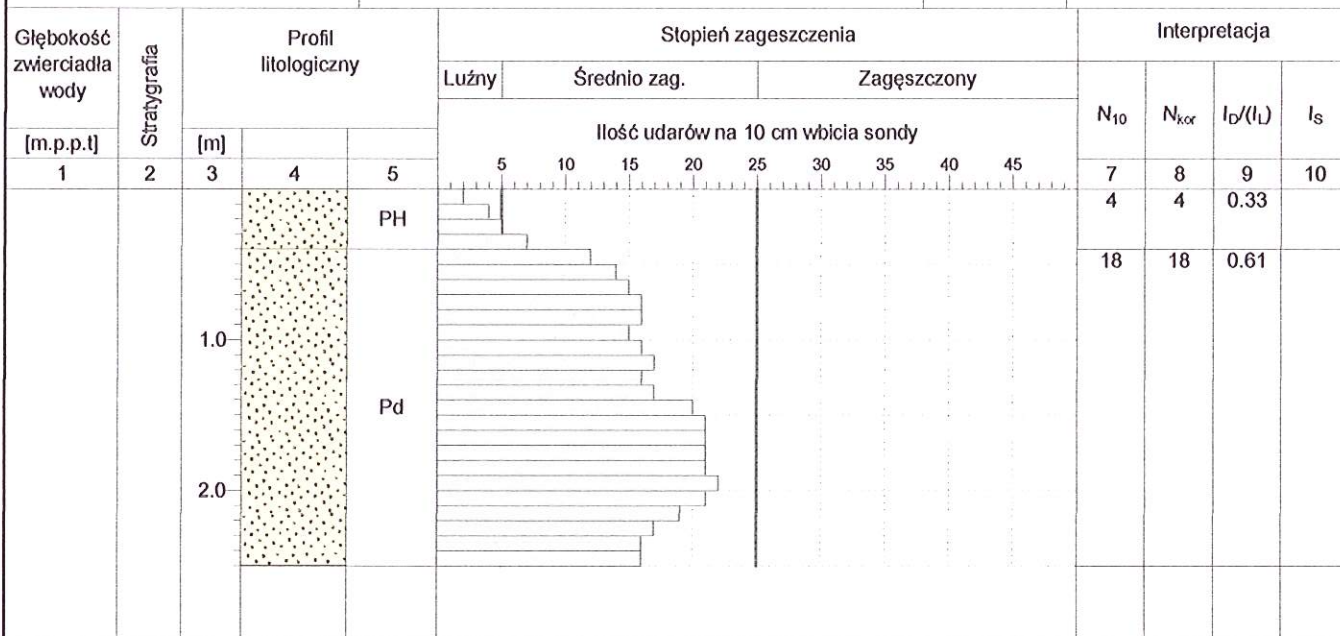 Głębokość zwierciadła wody
[m.p.p.t]
Stratygrafia
Profil litologiczny
[m]
Stopień zageszczenia
Luźny Średnio zag. Zagęszczony
Ilość udarów na 10 cm wbicia sondy
5 10 15 20 25 30 35 40 45
Interpretacja
N10 Nkor ID/(IL) IS
1 2 3 4 5 7 8 9 10
PH 4 4 0.33
18 18 0.61
1.0
Pd
2.0